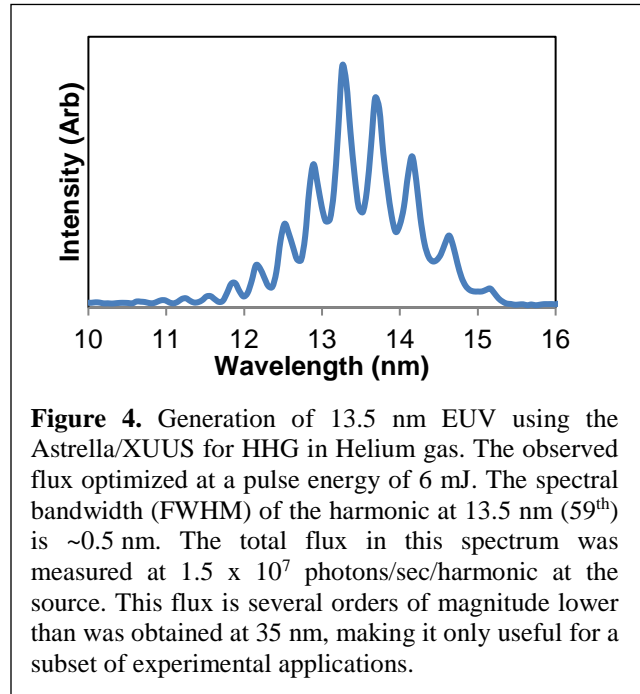 Intensity (Arb)
10 11 12 13 14 15 16
Wavelength (nm)
Figure 4. Generation of 13.5 nm EUV using the
Astrella/XUUS for HHG in Helium gas. The observed
flux optimized at a pulse energy of 6 mJ. The spectral
bandwidth (FWHM) of the harmonic at 13.5 nm (59th)
is ~0.5 nm. The total flux in this spectrum was
measured at 1.5 x 10⁷ photons/sec/harmonic at the
source. This flux is several orders of magnitude lower
than was obtained at 35 nm, making it only useful for a
subset of experimental applications.